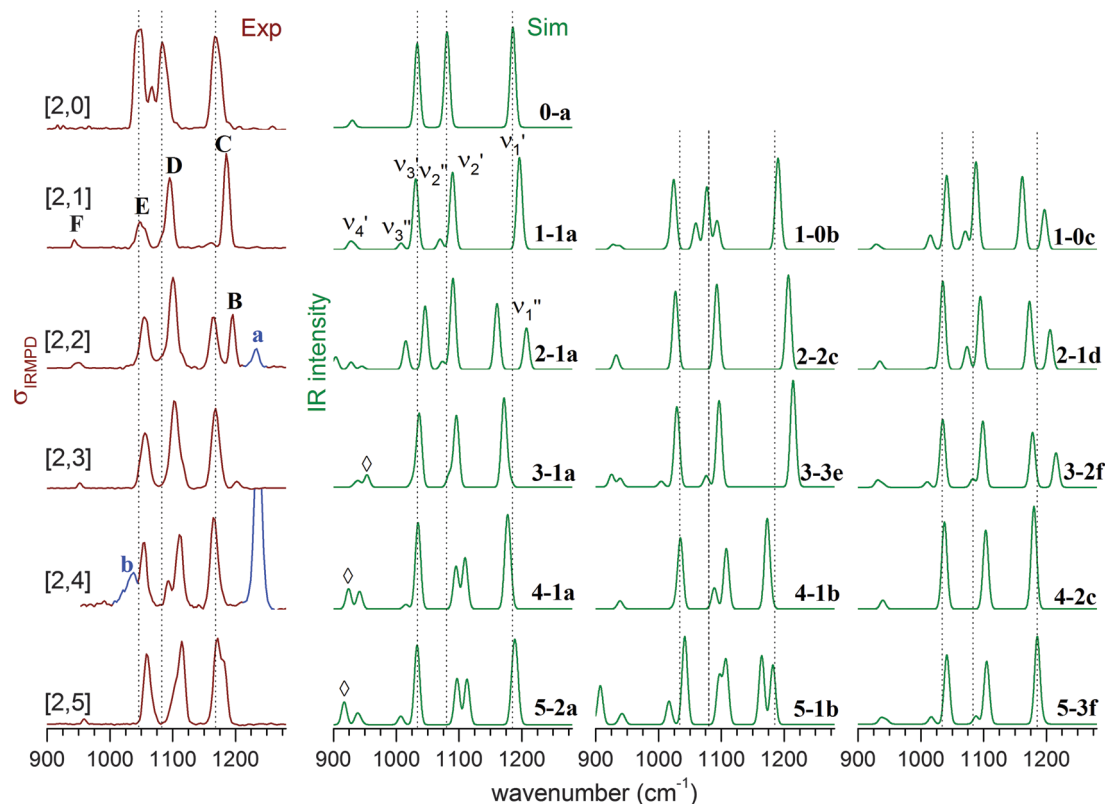 Exp
Sim
[2,0]
0-a
[2,1]
F
E
D
C
ν4'
ν3''
ν3'
ν2''
ν2'
ν1'
1-1a
1-0b
1-0c
[2,2]
B
a
ν1''
2-1a
2-2c
2-1d
[2,3]
◊
3-1a
3-3e
3-2f
[2,4]
b
◊
4-1a
4-1b
4-2c
[2,5]
◊
5-2a
5-1b
5-3f
σIRMPD
IR intensity
900 1000 1100 1200 900 1000 1100 1200 900 1000 1100 1200 900 1000 1100 1200
wavenumber (cm-1)